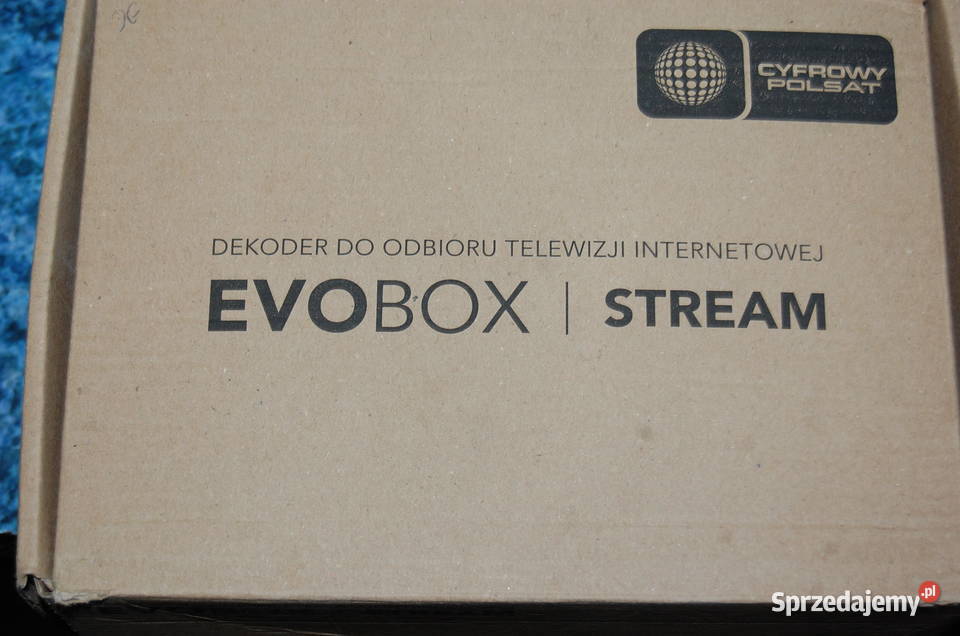 CYFROWY
POLSAT
DEKODER DO ODBIORU TELEWIZJI INTERNETOWEJ
EVOBOX | STREAM
Sprzedajemy.pl